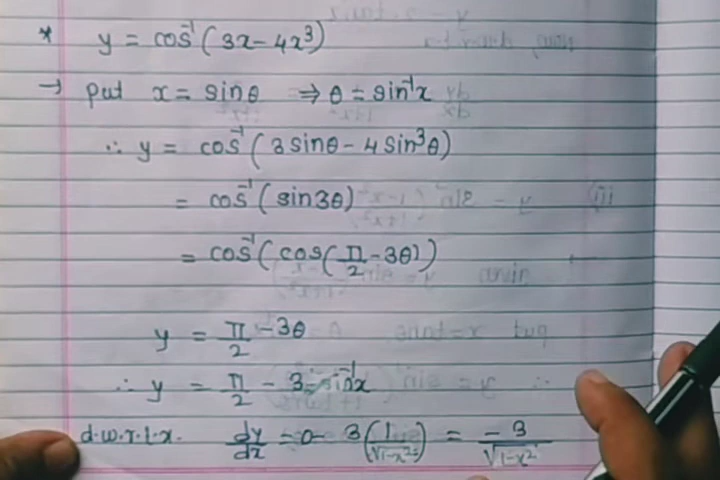 * y = cos⁻¹(3x-4x³)
→ put x = sinθ ⇒ θ = sin⁻¹x
∴ y = cos⁻¹(3sinθ - 4sin³θ)
= cos⁻¹(sin3θ)
= cos⁻¹(cos(π/2 - 3θ))
y = π/2 - 3θ
∴ y = π/2 - 3 sin⁻¹x
d.w.r.t.x. dy/dx = 0 - 3(1/√1-x²) = -3/√1-x²